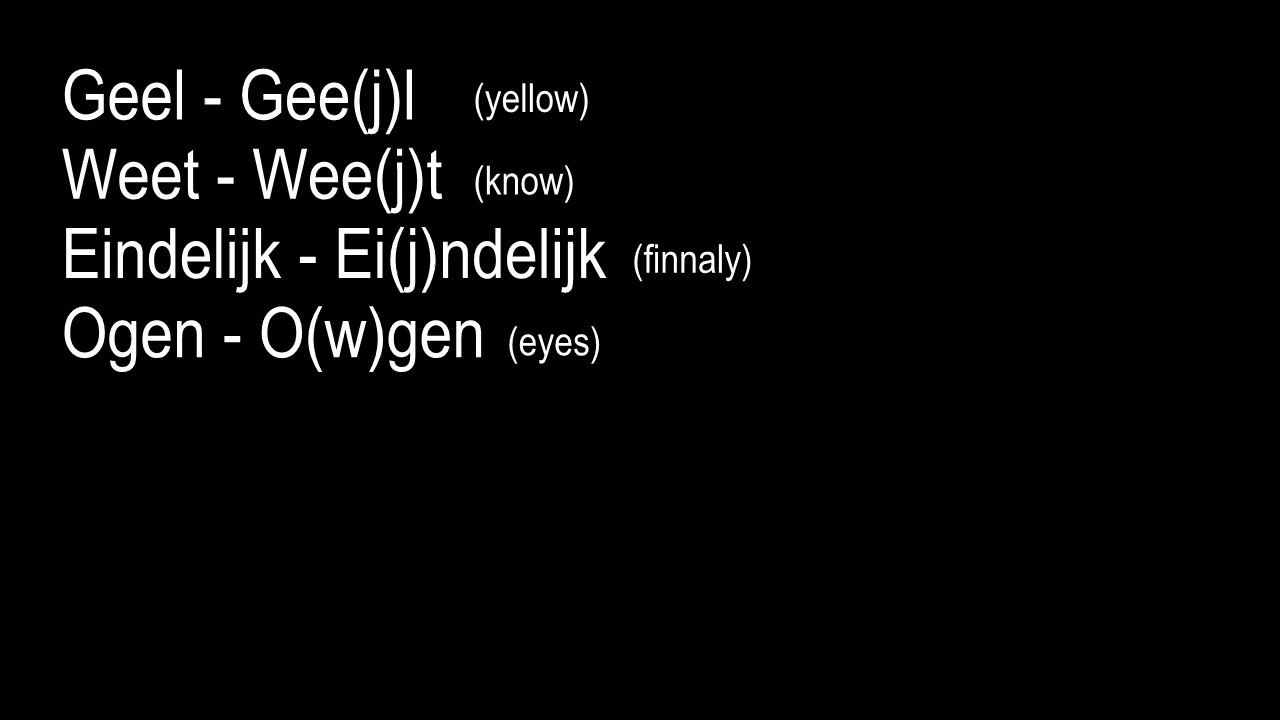 Geel - Gee(j)l (yellow)
Weet - Wee(j)t (know)
Eindelijk - Ei(j)ndelijk (finnaly)
Ogen - O(w)gen (eyes)